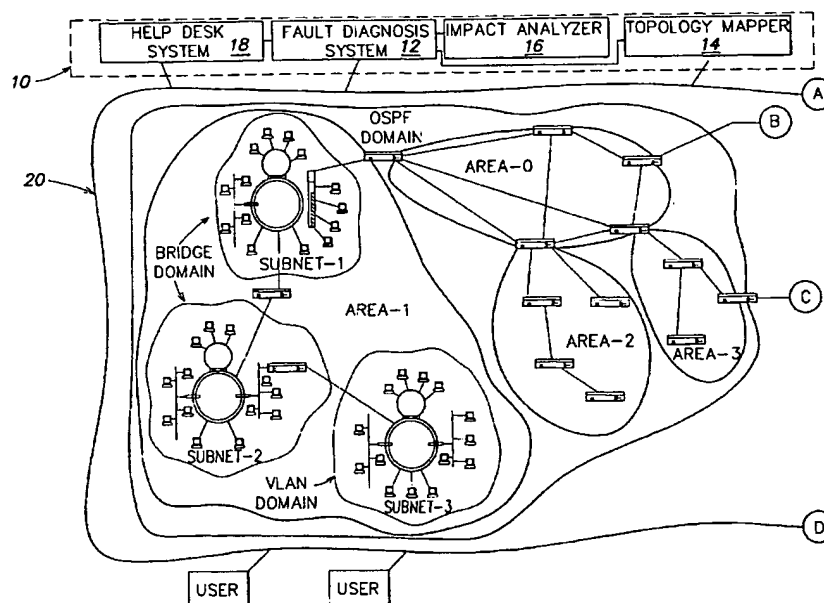 HELP DESK SYSTEM 18
FAULT DIAGNOSIS SYSTEM 12
IMPACT ANALYZER 16
TOPOLOGY MAPPER 14
10
A
OSPF DOMAIN
B
AREA-0
20
BRIDGE DOMAIN
SUBNET-1
C
AREA-1
AREA-2
AREA-3
SUBNET-2
VLAN DOMAIN
SUBNET-3
D
USER
USER